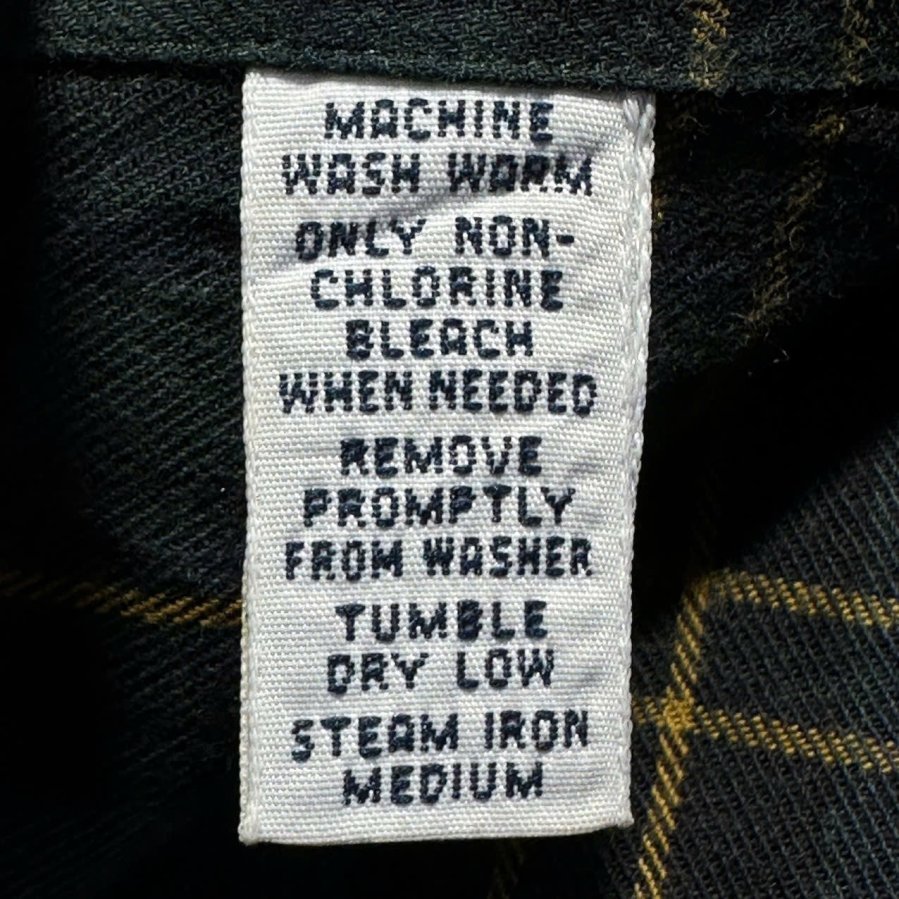 MACHINE
WASH WARM
ONLY NON-
CHLORINE
BLEACH
WHEN NEEDED
REMOVE
PROMPTLY
FROM WASHER
TUMBLE
DRY LOW
STEAM IRON
MEDIUM